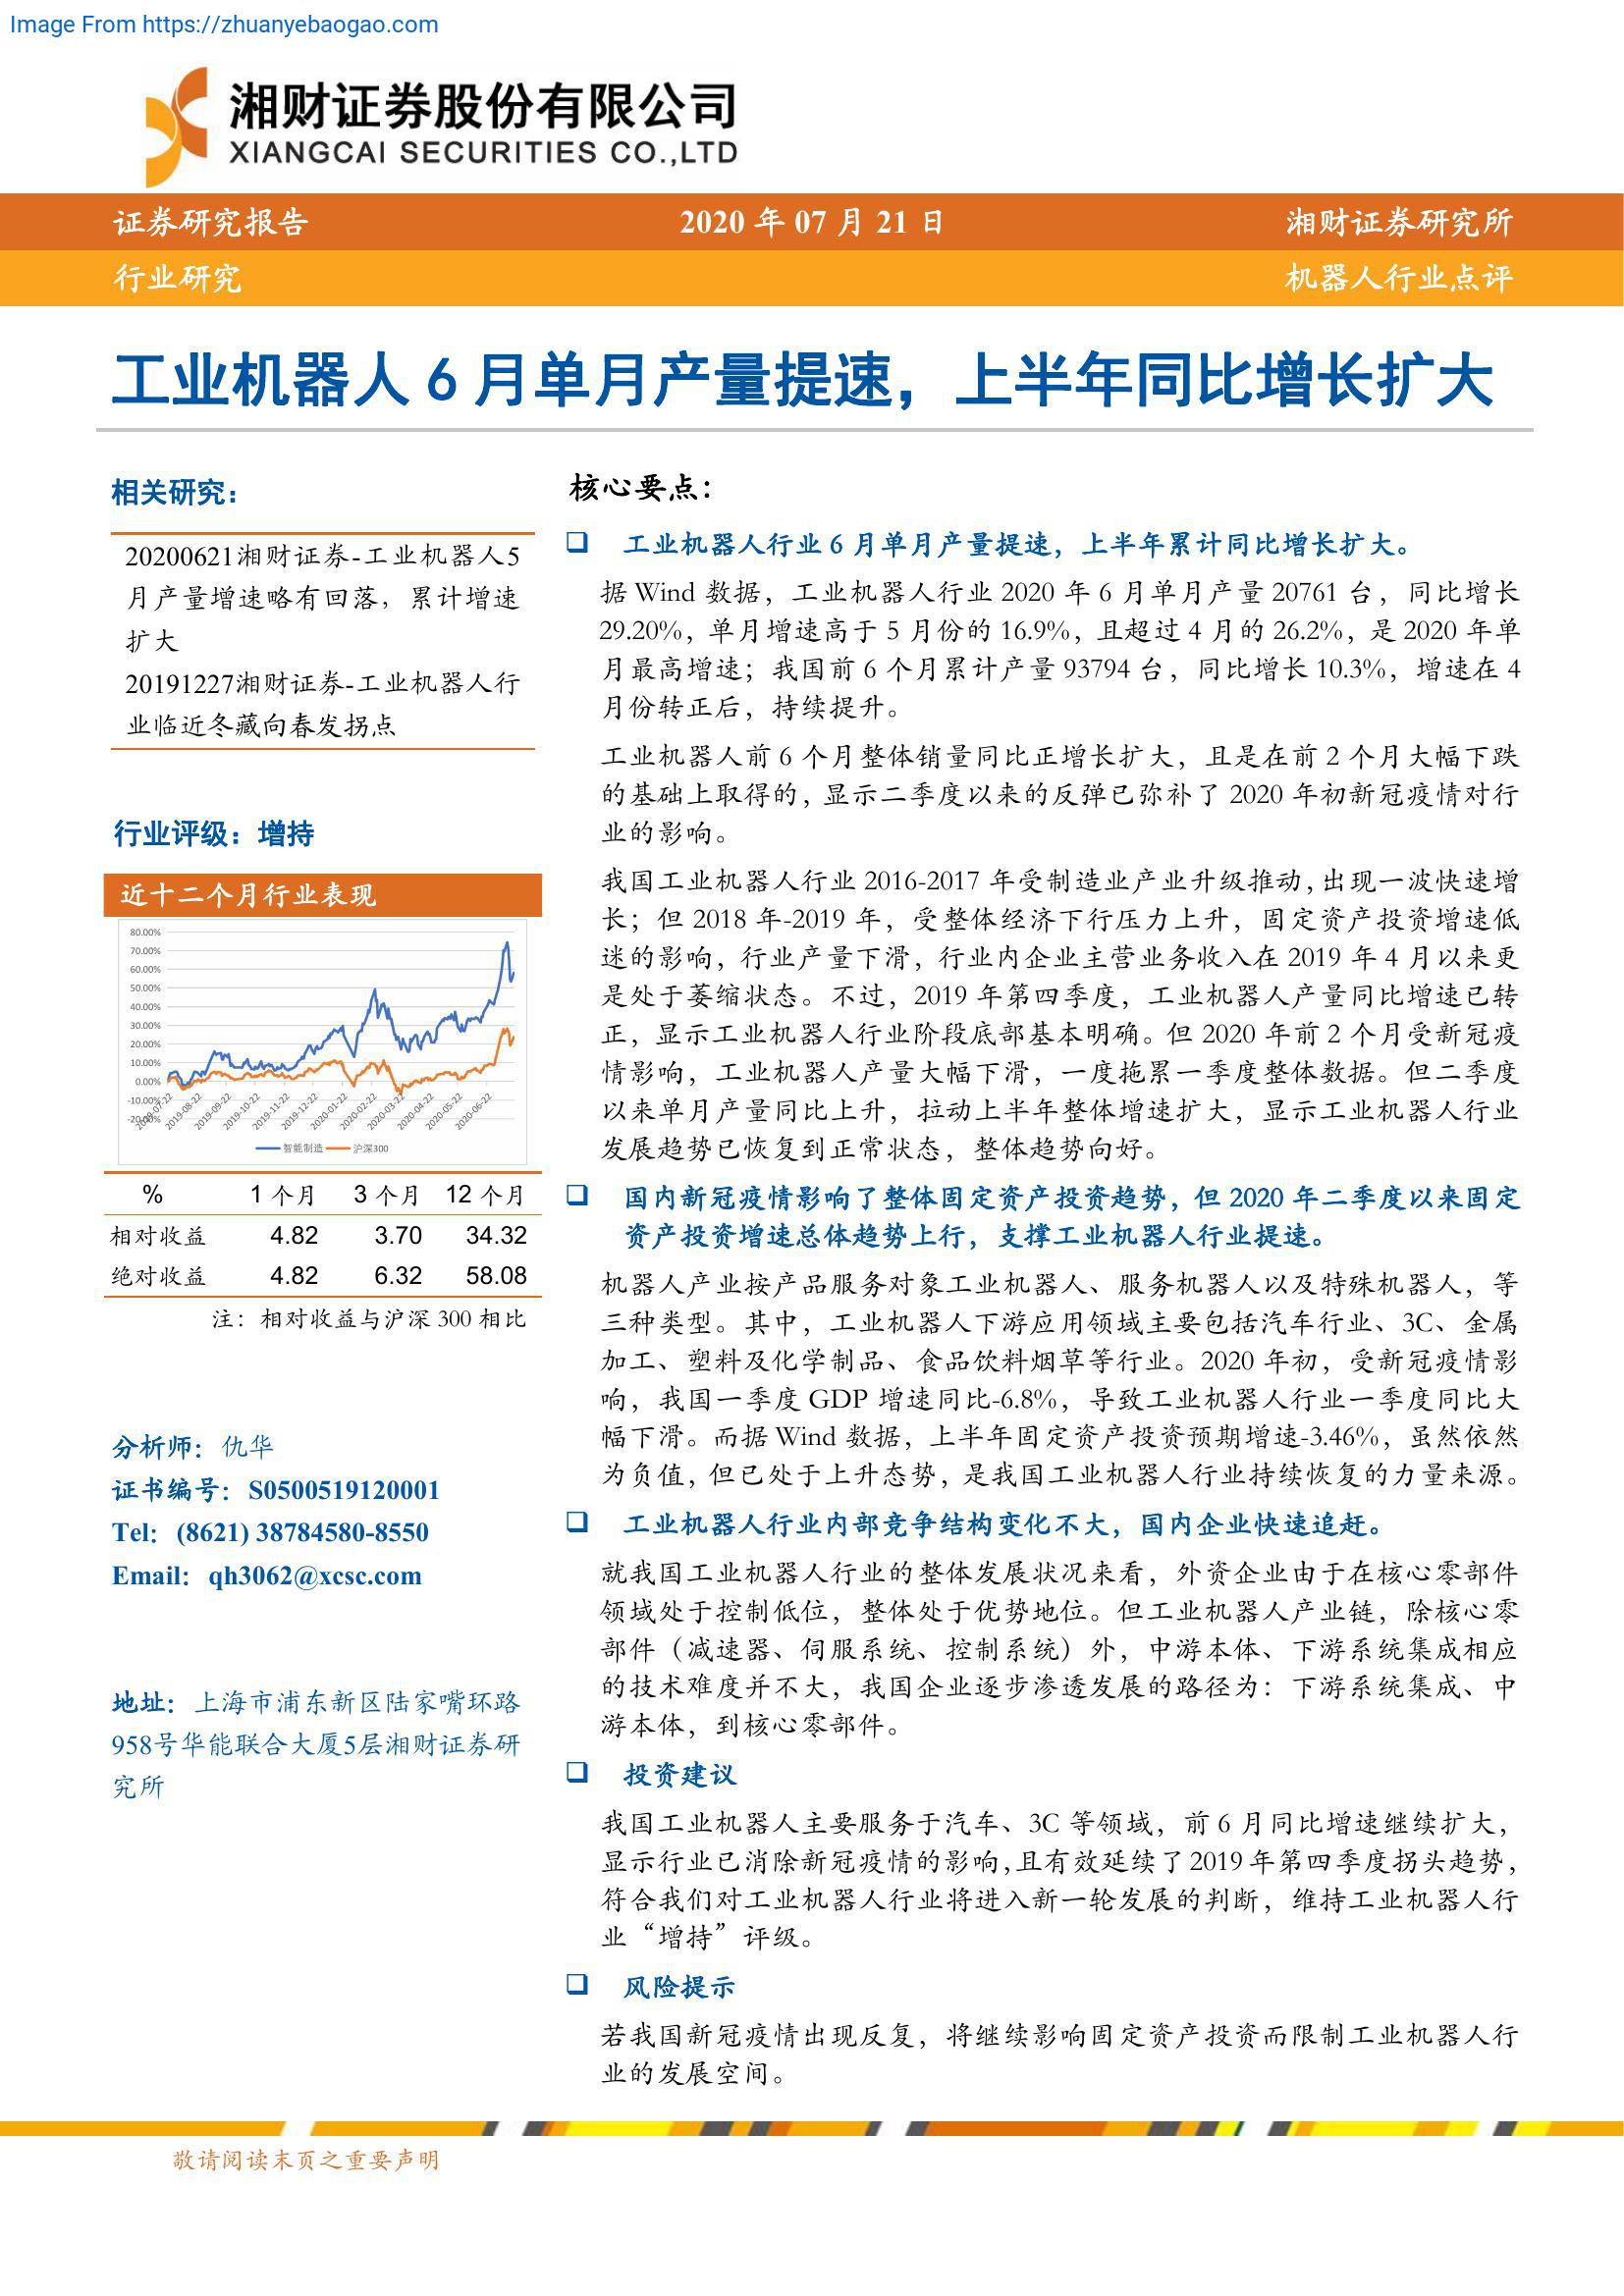 Image From https://zhuanyebaogao.com
湘财证券股份有限公司
XIANGCAI SECURITIES CO.,LTD
证券研究报告 2020 年 07 月 21 日 湘财证券研究所
行业研究 机器人行业点评
工业机器人 6 月单月产量提速，上半年同比增长扩大
相关研究：
20200621湘财证券-工业机器人5
月产量增速略有回落，累计增速
扩大
20191227湘财证券-工业机器人行
业临近冬藏向春发拐点
行业评级：增持
近十二个月行业表现
80.00%
70.00%
60.00%
50.00%
40.00%
30.00%
20.00%
10.00%
0.00%
-10.00%
-20.00%
2019-07-22
2019-08-22
2019-09-22
2019-10-22
2019-11-22
2019-12-22
2020-01-22
2020-02-22
2020-03-22
2020-04-22
2020-05-22
2020-06-22
智能制造 沪深300
% 1 个月 3 个月 12 个月
相对收益 4.82 3.70 34.32
绝对收益 4.82 6.32 58.08
注：相对收益与沪深 300 相比
分析师：仇华
证书编号：S0500519120001
Tel：(8621) 38784580-8550
Email：qh3062@xcsc.com
地址：上海市浦东新区陆家嘴环路
958号华能联合大厦5层湘财证券研
究所
核心要点：
❑ 工业机器人行业 6 月单月产量提速，上半年累计同比增长扩大。
据 Wind 数据，工业机器人行业 2020 年 6 月单月产量 20761 台，同比增长
29.20%，单月增速高于 5 月份的 16.9%，且超过 4 月的 26.2%，是 2020 年单
月最高增速；我国前 6 个月累计产量 93794 台，同比增长 10.3%，增速在 4
月份转正后，持续提升。
工业机器人前 6 个月整体销量同比正增长扩大，且是在前 2 个月大幅下跌
的基础上取得的，显示二季度以来的反弹已弥补了 2020 年初新冠疫情对行
业的影响。
我国工业机器人行业 2016-2017 年受制造业产业升级推动，出现一波快速增
长；但 2018 年-2019 年，受整体经济下行压力上升，固定资产投资增速低
迷的影响，行业产量下滑，行业内企业主营业务收入在 2019 年 4 月以来更
是处于萎缩状态。不过，2019 年第四季度，工业机器人产量同比增速已转
正，显示工业机器人行业阶段底部基本明确。但 2020 年前 2 个月受新冠疫
情影响，工业机器人产量大幅下滑，一度拖累一季度整体数据。但二季度
以来单月产量同比上升，拉动上半年整体增速扩大，显示工业机器人行业
发展趋势已恢复到正常状态，整体趋势向好。
❑ 国内新冠疫情影响了整体固定资产投资趋势，但 2020 年二季度以来固定
资产投资增速总体趋势上行，支撑工业机器人行业提速。
机器人产业按产品服务对象工业机器人、服务机器人以及特殊机器人，等
三种类型。其中，工业机器人下游应用领域主要包括汽车行业、3C、金属
加工、塑料及化学制品、食品饮料烟草等行业。2020 年初，受新冠疫情影
响，我国一季度 GDP 增速同比-6.8%，导致工业机器人行业一季度同比大
幅下滑。而据 Wind 数据，上半年固定资产投资预期增速-3.46%，虽然依然
为负值，但已处于上升态势，是我国工业机器人行业持续恢复的力量来源。
❑ 工业机器人行业内部竞争结构变化不大，国内企业快速追赶。
就我国工业机器人行业的整体发展状况来看，外资企业由于在核心零部件
领域处于控制低位，整体处于优势地位。但工业机器人产业链，除核心零
部件（减速器、伺服系统、控制系统）外，中游本体、下游系统集成相应
的技术难度并不大，我国企业逐步渗透发展的路径为：下游系统集成、中
游本体，到核心零部件。
❑ 投资建议
我国工业机器人主要服务于汽车、3C 等领域，前 6 月同比增速继续扩大，
显示行业已消除新冠疫情的影响，且有效延续了 2019 年第四季度拐头趋势，
符合我们对工业机器人行业将进入新一轮发展的判断，维持工业机器人行
业“增持”评级。
❑ 风险提示
若我国新冠疫情出现反复，将继续影响固定资产投资而限制工业机器人行
业的发展空间。
敬请阅读末页之重要声明